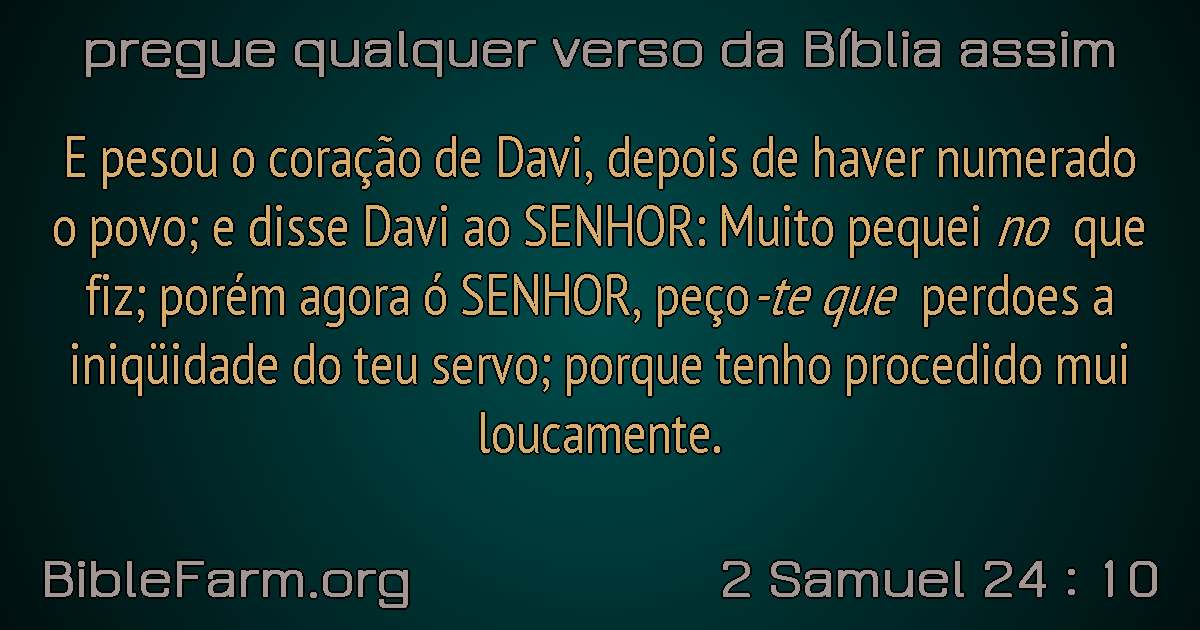 pregue qualquer verso da Bíblia assim
E pesou o coração de Davi, depois de haver numerado
o povo; e disse Davi ao SENHOR: Muito pequei no que
fiz; porém agora ó SENHOR, peço-te que perdoes a
iniqüidade do teu servo; porque tenho procedido mui
loucamente.
BibleFarm.org
2 Samuel 24 : 10